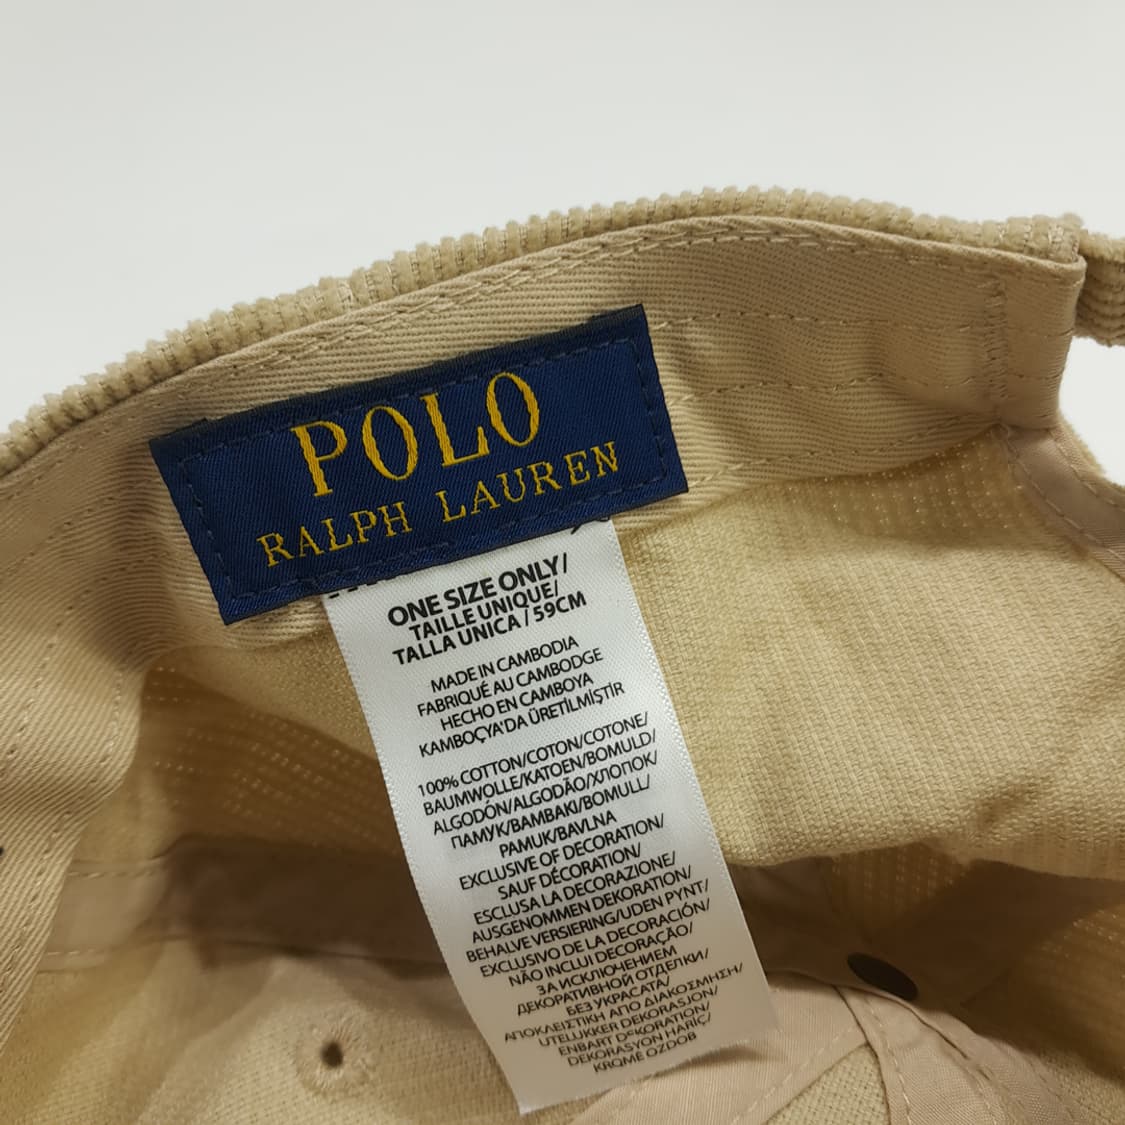 POLO
RALPH LAUREN
ONE SIZE ONLY/
TAILLE UNIQUE/
TALLA UNICA / 59CM
MADE IN CAMBODIA
FABRIQUÉ AU CAMBODGE
HECHO EN CAMBOYA
KAMBOÇYA'DA ÜRETİLMİŞTİR
100% COTTON/COTON/COTONE/
BAUMWOLLE/KATOEN/BOMULD/
ALGODÓN/ALGODÃO/ХЛОПОК/
ПАМУК/ΒΑΜΒΑΚΙ/BOMULL/
PAMUK/BAVLNA
EXCLUSIVE OF DECORATION/
SAUF DÉCORATION/
ESCLUSA LA DECORAZIONE/
AUSGENOMMEN DEKORATION/
BEHALVE VERSIERING/UDEN PYNT/
EXCLUSIVO DE LA DECORACIÓN/
NÃO INCLUI DECORAÇÃO/
ЗА ИСКЛЮЧЕНИЕМ
ДЕКОРАТИВНОЙ ОТДЕЛКИ/
БЕЗ УКРАСАТА/
ΑΠΟΚΛΕΙΣΤΙΚΗ ΑΠΟ ΔΙΑΚΟΣΜΗΣΗ/
UTELUKKER DEKORASJON/
ENBART DEKORATION/
DEKORASYON HARİÇ/
KROMĚ OZDOB